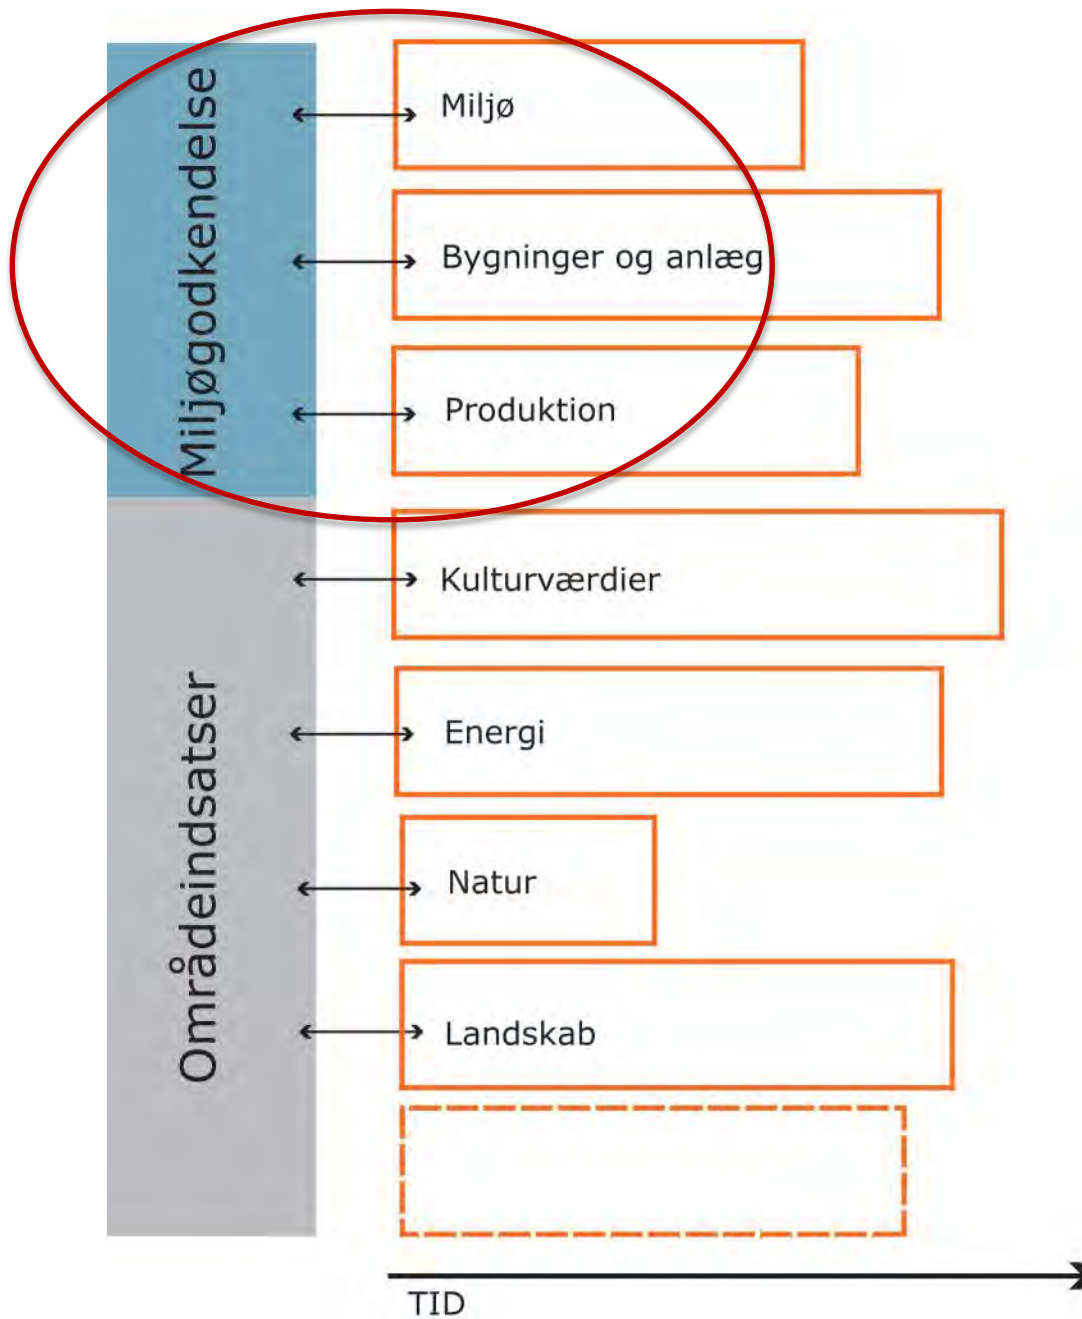 Miljøgodkendelse
Miljø
Bygninger og anlæg
Produktion
Områdeindsatser
Kulturværdier
Energi
Natur
Landskab
TID